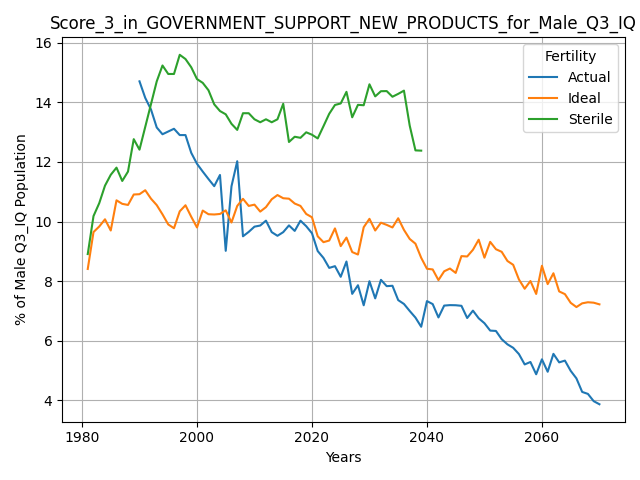 Score_3_in_GOVERNMENT_SUPPORT_NEW_PRODUCTS_for_Male_Q3_IQ
Fertility
Actual
Ideal
Sterile
% of Male Q3_IQ Population
16
14
12
10
8
6
4
1980
2000
2020
2040
2060
Years